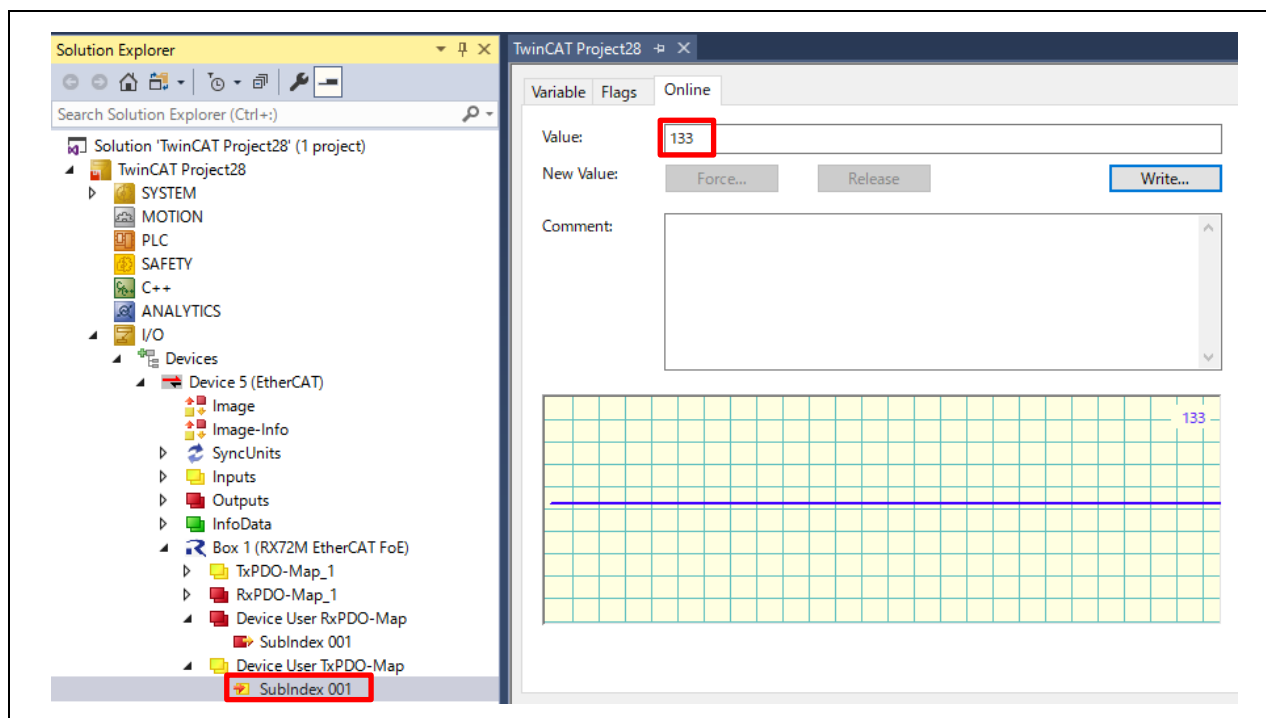 Solution Explorer
Search Solution Explorer (Ctrl+:)
Solution 'TwinCAT Project28' (1 project)
TwinCAT Project28
SYSTEM
MOTION
PLC
SAFETY
C++
ANALYTICS
I/O
Devices
Device 5 (EtherCAT)
Image
Image-Info
SyncUnits
Inputs
Outputs
InfoData
Box 1 (RX72M EtherCAT FoE)
TxPDO-Map_1
RxPDO-Map_1
Device User RxPDO-Map
SubIndex 001
Device User TxPDO-Map
SubIndex 001
TwinCAT Project28
Variable Flags Online
Value: 133
New Value: Force... Release Write...
Comment:
133